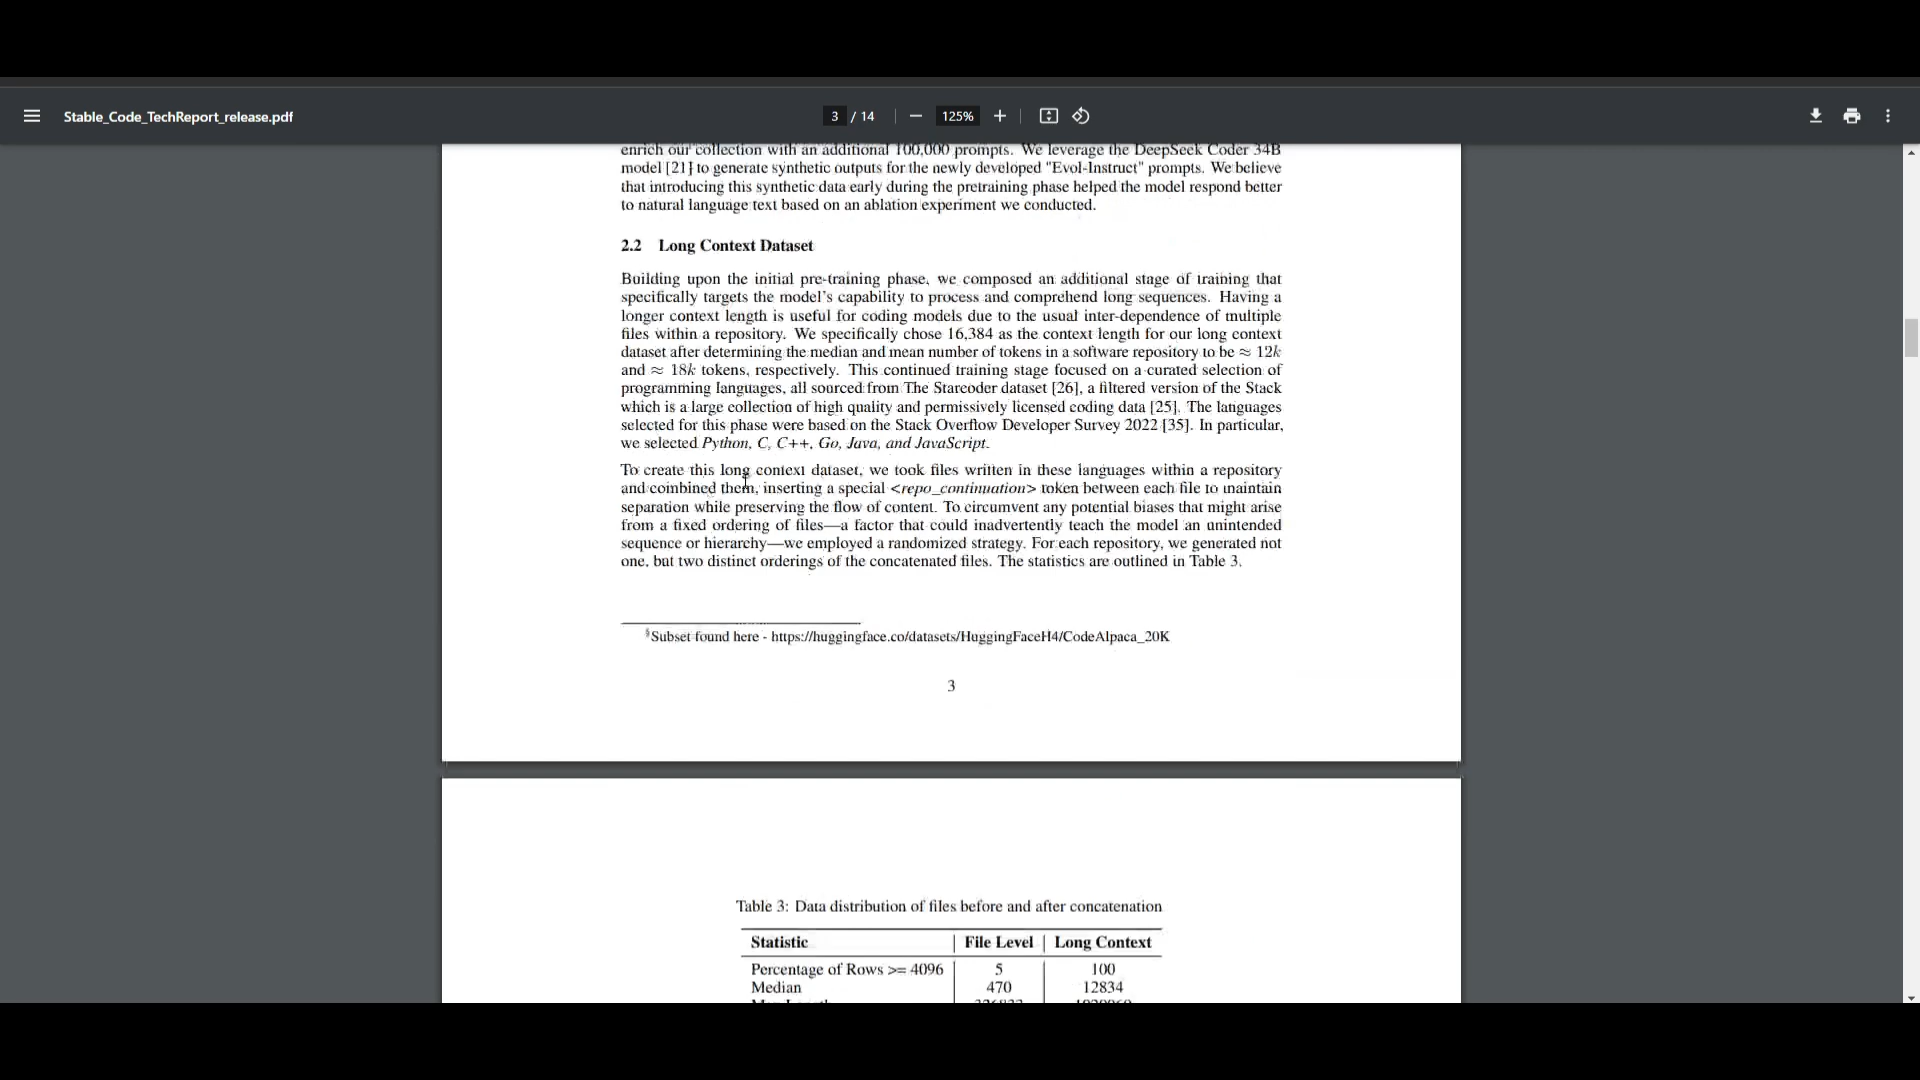 Stable_Code_TechReport_release.pdf
3 / 14
125%
enrich our collection with an additional 100,000 prompts. We leverage the DeepSeek Coder 34B
model [21] to generate synthetic outputs for the newly developed "Evol-Instruct" prompts. We believe
that introducing this synthetic data early during the pretraining phase helped the model respond better
to natural language text based on an ablation experiment we conducted.
2.2 Long Context Dataset
Building upon the initial pre-training phase, we composed an additional stage of training that
specifically targets the model's capability to process and comprehend long sequences. Having a
longer context length is useful for coding models due to the usual inter-dependence of multiple
files within a repository. We specifically chose 16,384 as the context length for our long context
dataset after determining the median and mean number of tokens in a software repository to be ≈ 12k
and ≈ 18k tokens, respectively. This continued training stage focused on a curated selection of
programming languages, all sourced from The Starcoder dataset [26], a filtered version of the Stack
which is a large collection of high quality and permissively licensed coding data [25]. The languages
selected for this phase were based on the Stack Overflow Developer Survey 2022 [35]. In particular,
we selected Python, C, C++, Go, Java, and JavaScript.
To create this long context dataset, we took files written in these languages within a repository
and combined them, inserting a special <repo_continuation> token between each file to maintain
separation while preserving the flow of content. To circumvent any potential biases that might arise
from a fixed ordering of files—a factor that could inadvertently teach the model an unintended
sequence or hierarchy—we employed a randomized strategy. For each repository, we generated not
one, but two distinct orderings of the concatenated files. The statistics are outlined in Table 3.
§Subset found here - https://huggingface.co/datasets/HuggingFaceH4/CodeAlpaca_20K
3
Table 3: Data distribution of files before and after concatenation
Statistic File Level Long Context
Percentage of Rows >= 4096 5 100
Median 470 12834